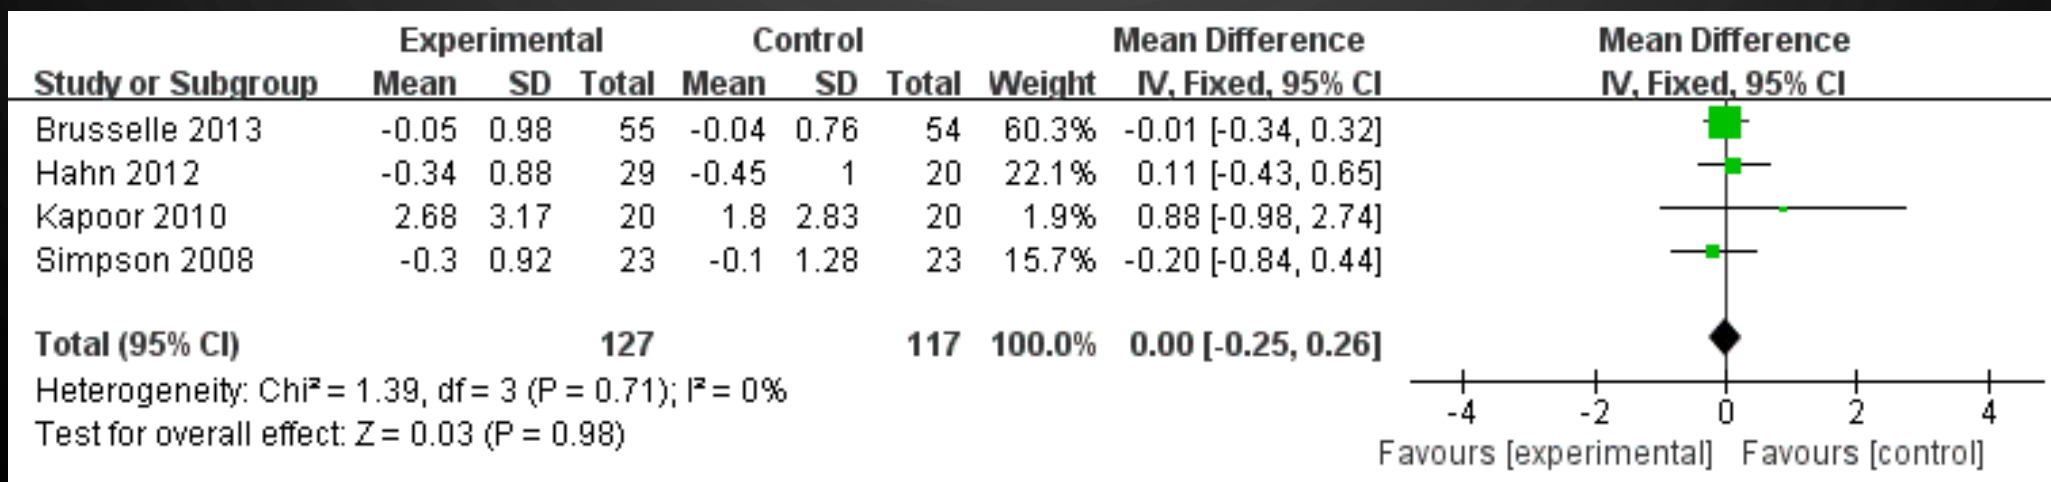 Experimental Control Mean Difference Mean Difference
Study or Subgroup Mean SD Total Mean SD Total Weight IV, Fixed, 95% CI IV, Fixed, 95% CI
Brusselle 2013 -0.05 0.98 55 -0.04 0.76 54 60.3% -0.01 [-0.34, 0.32]
Hahn 2012 -0.34 0.88 29 -0.45 1 20 22.1% 0.11 [-0.43, 0.65]
Kapoor 2010 2.68 3.17 20 1.8 2.83 20 1.9% 0.88 [-0.98, 2.74]
Simpson 2008 -0.3 0.92 23 -0.1 1.28 23 15.7% -0.20 [-0.84, 0.44]
Total (95% CI) 127 117 100.0% 0.00 [-0.25, 0.26]
Heterogeneity: Chi² = 1.39, df = 3 (P = 0.71); I² = 0%
Test for overall effect: Z = 0.03 (P = 0.98)
-4 -2 0 2 4
Favours [experimental] Favours [control]